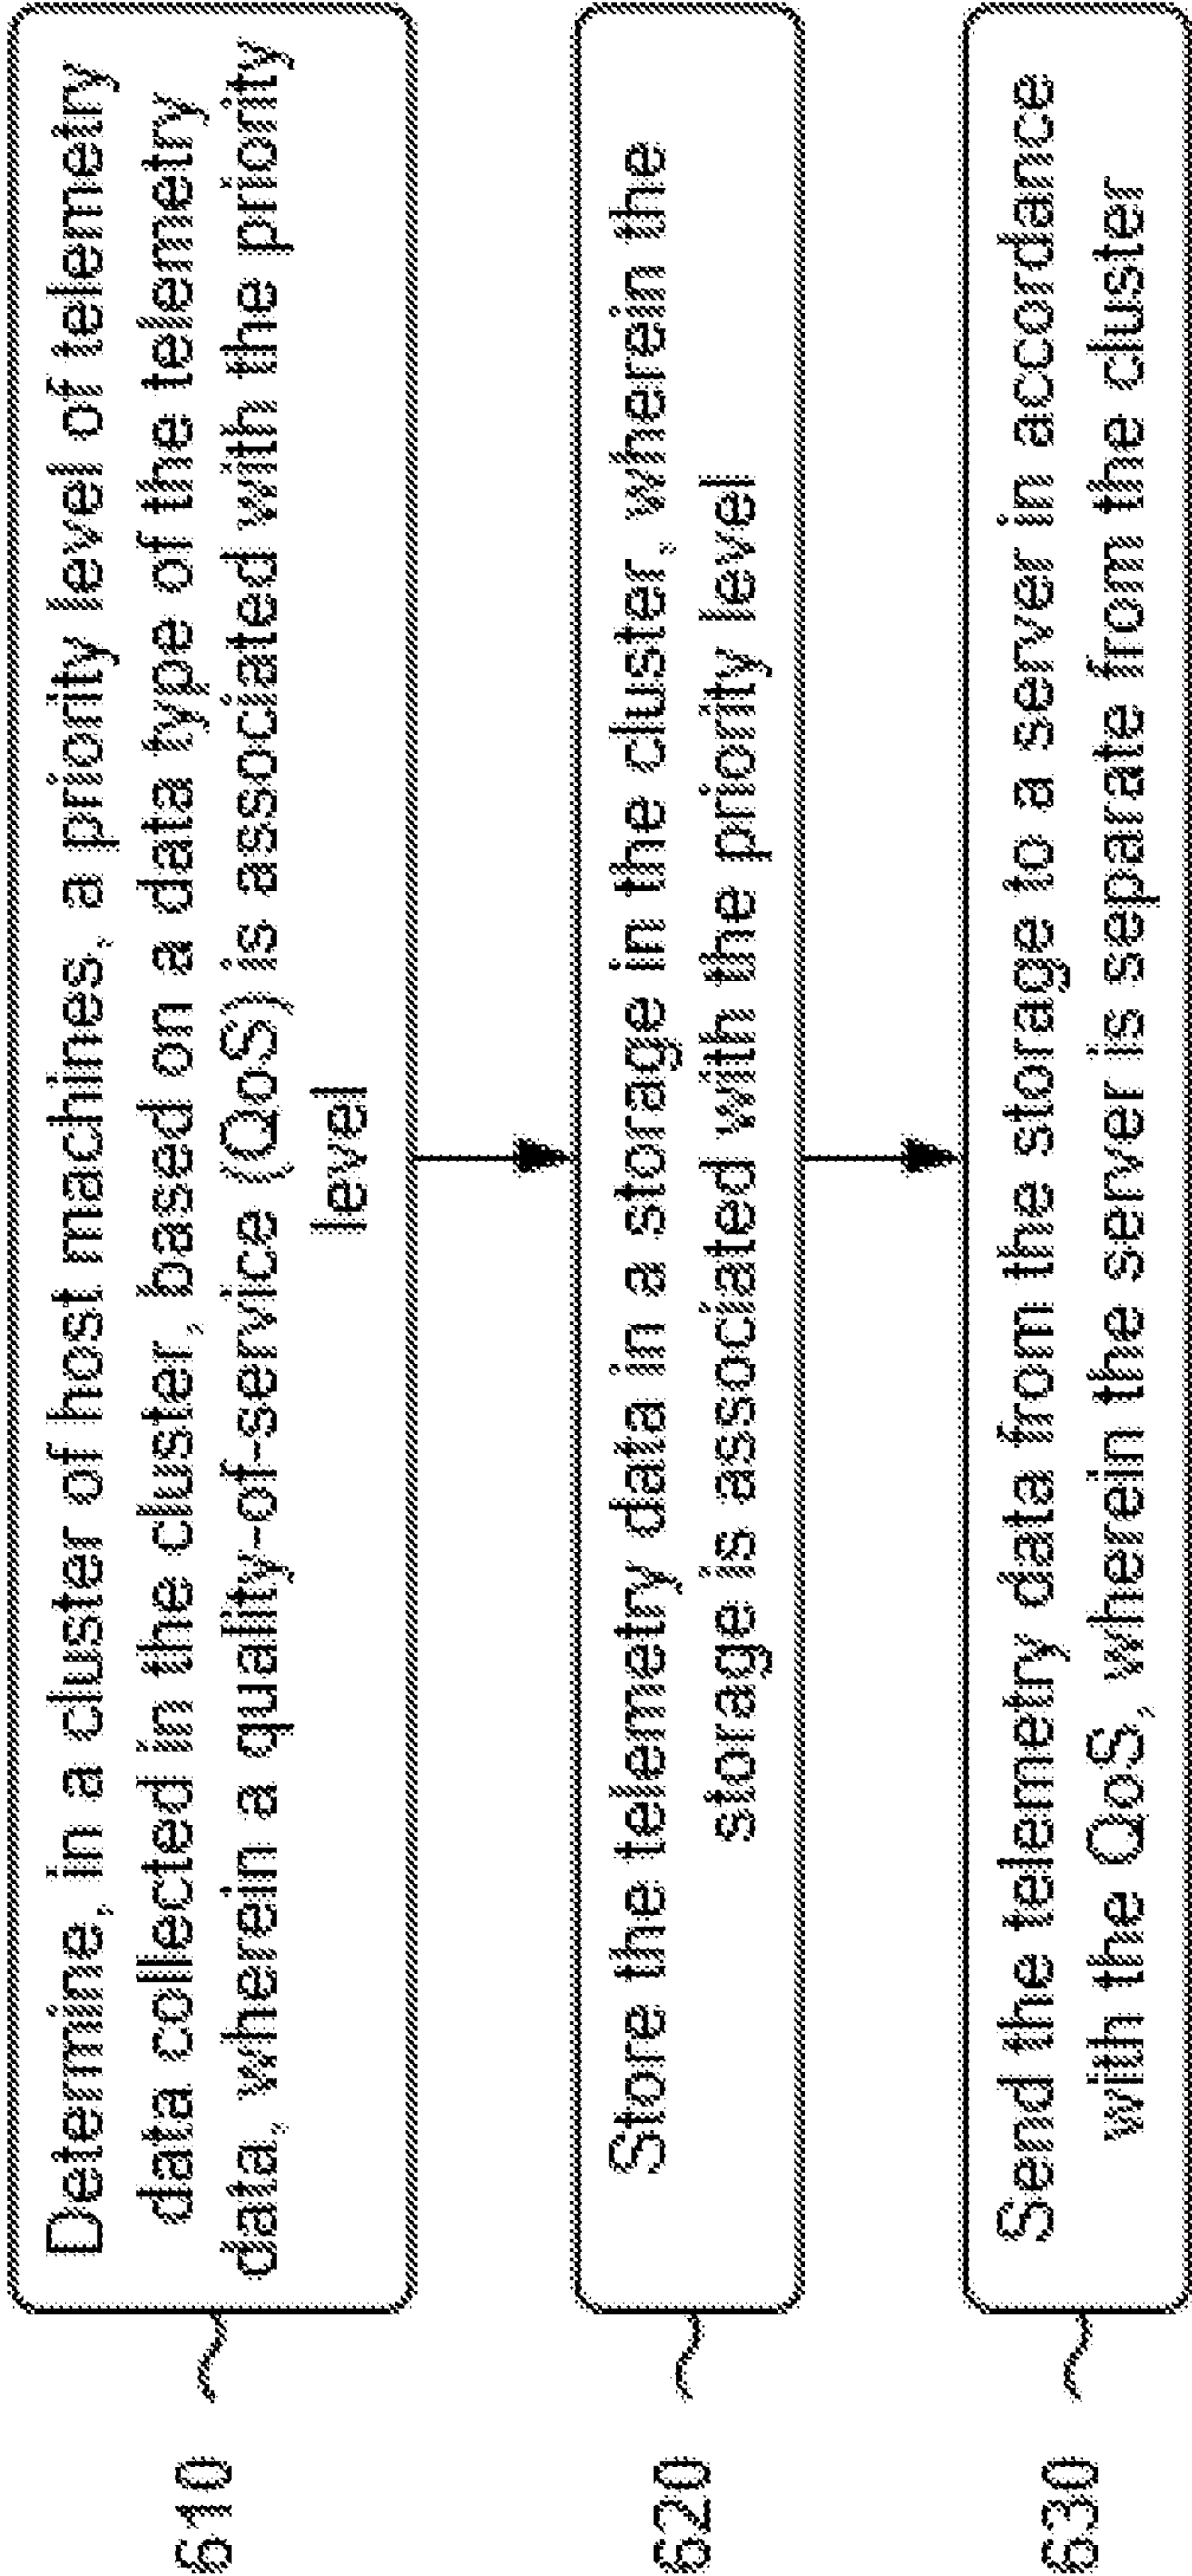 610
Determine, in a cluster of host machines, a priority level of telemetry
data collected in the cluster, based on a data type of the telemetry
data, wherein a quality-of-service (QoS) is associated with the priority
level
620
Store the telemetry data in a storage in the cluster, wherein the
storage is associated with the priority level
630
Send the telemetry data from the storage to a server in accordance
with the QoS, wherein the server is separate from the cluster